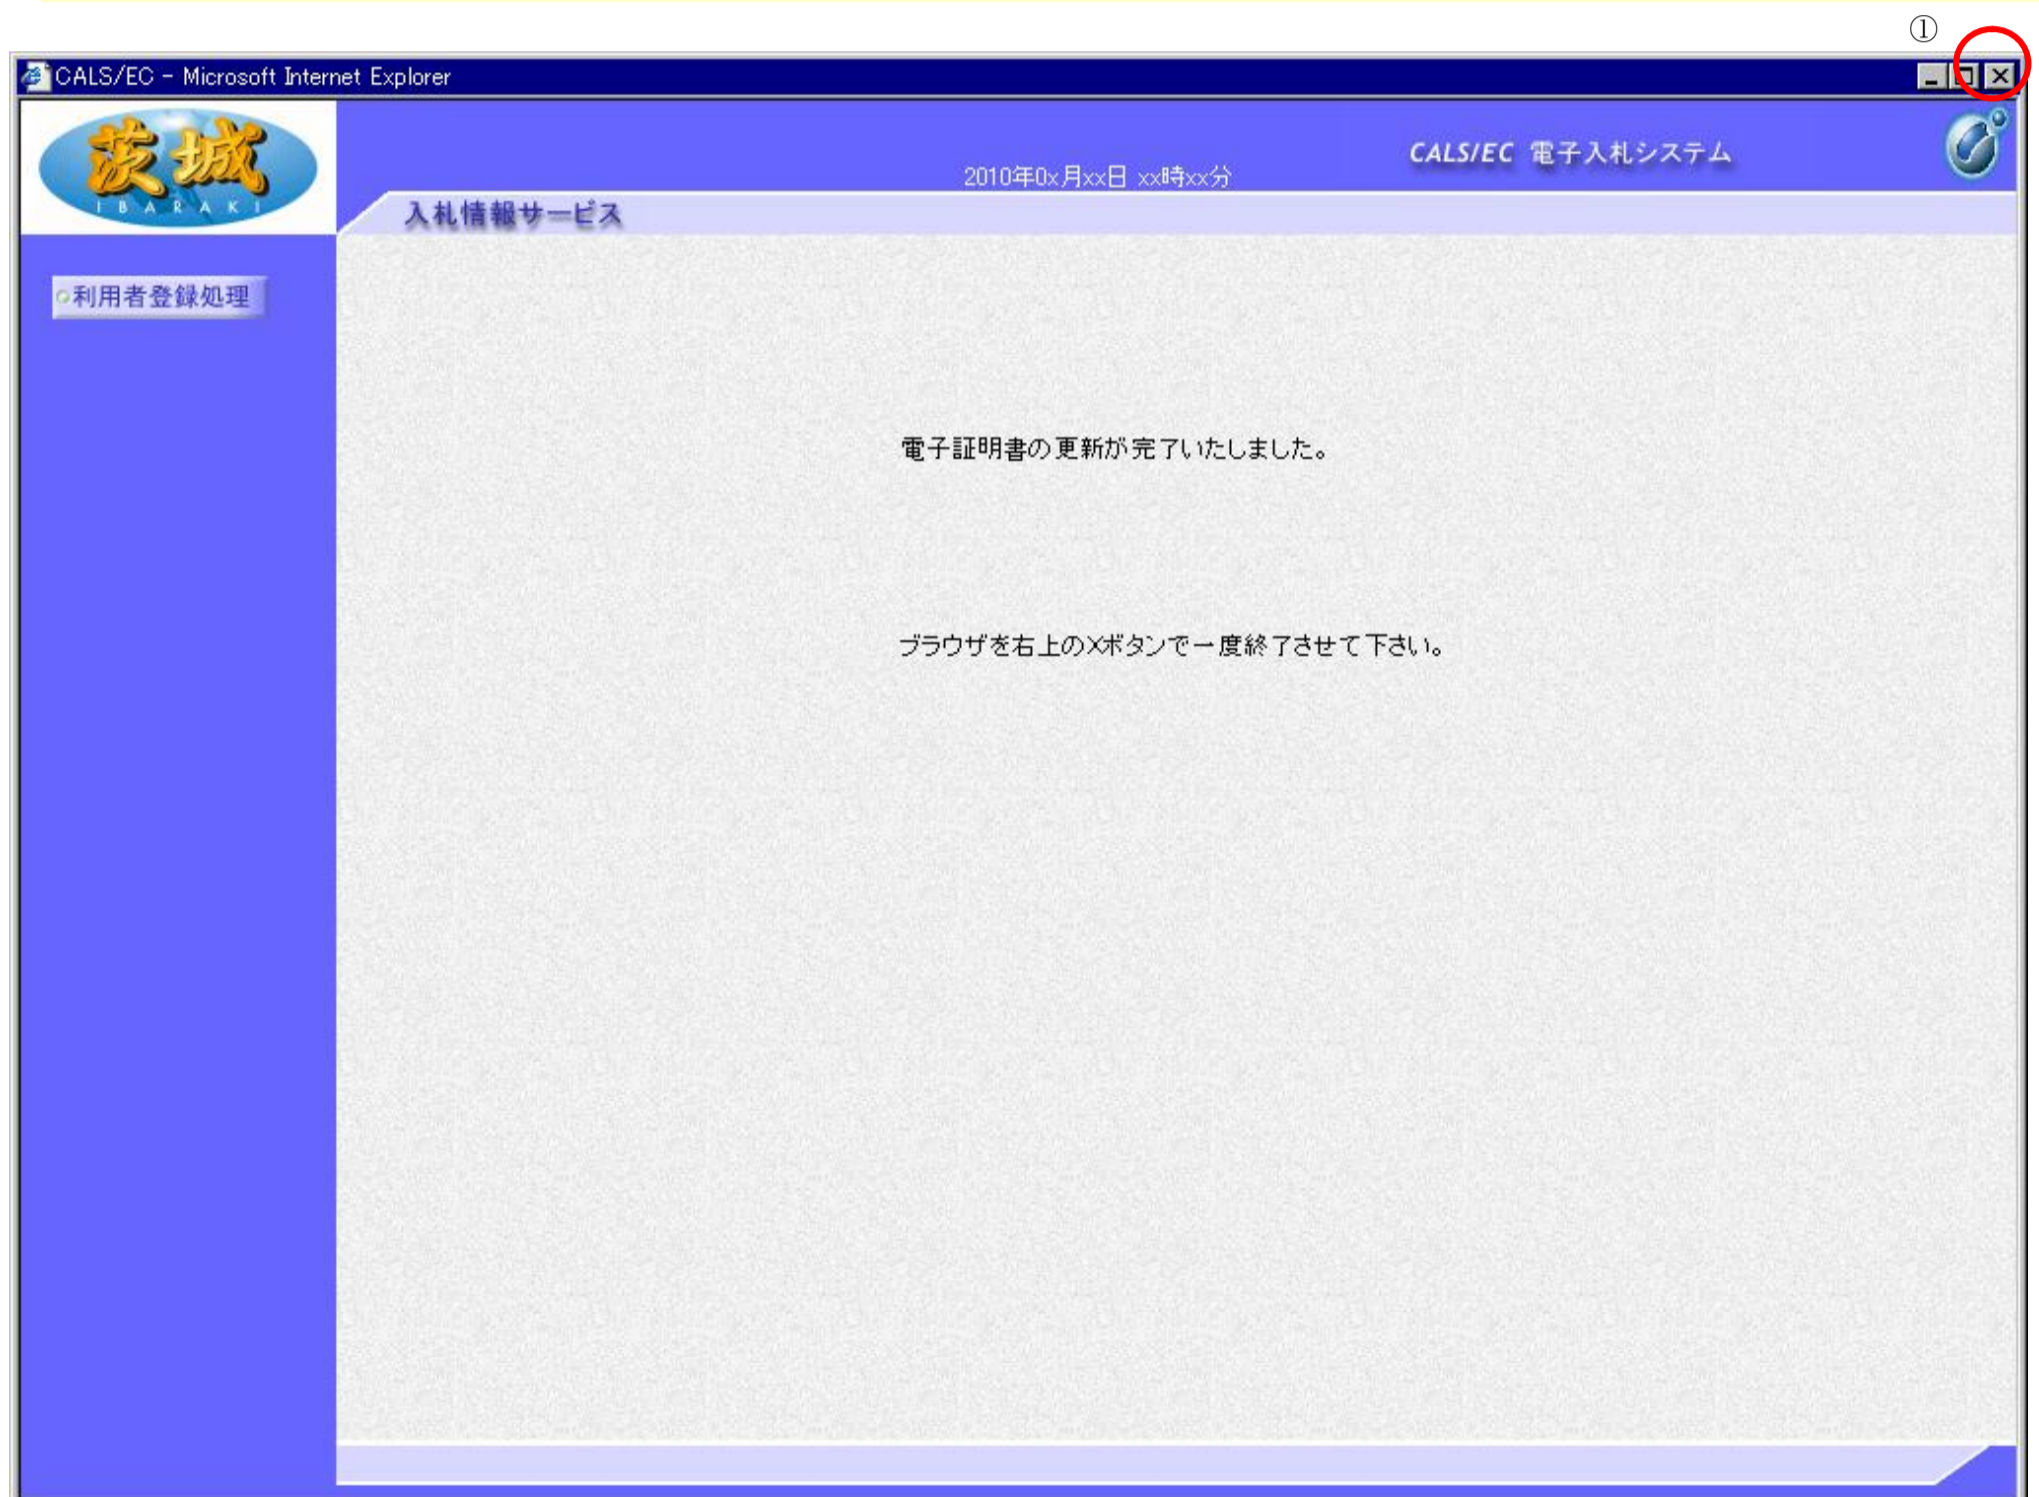 ①
CALS/EC - Microsoft Internet Explorer
茨城
IBARAKI
2010年0x月xx日 xx時xx分
CALS/EC 電子入札システム
入札情報サービス
利用者登録処理
電子証明書の更新が完了いたしました。
ブラウザを右上の×ボタンで一度終了させて下さい。